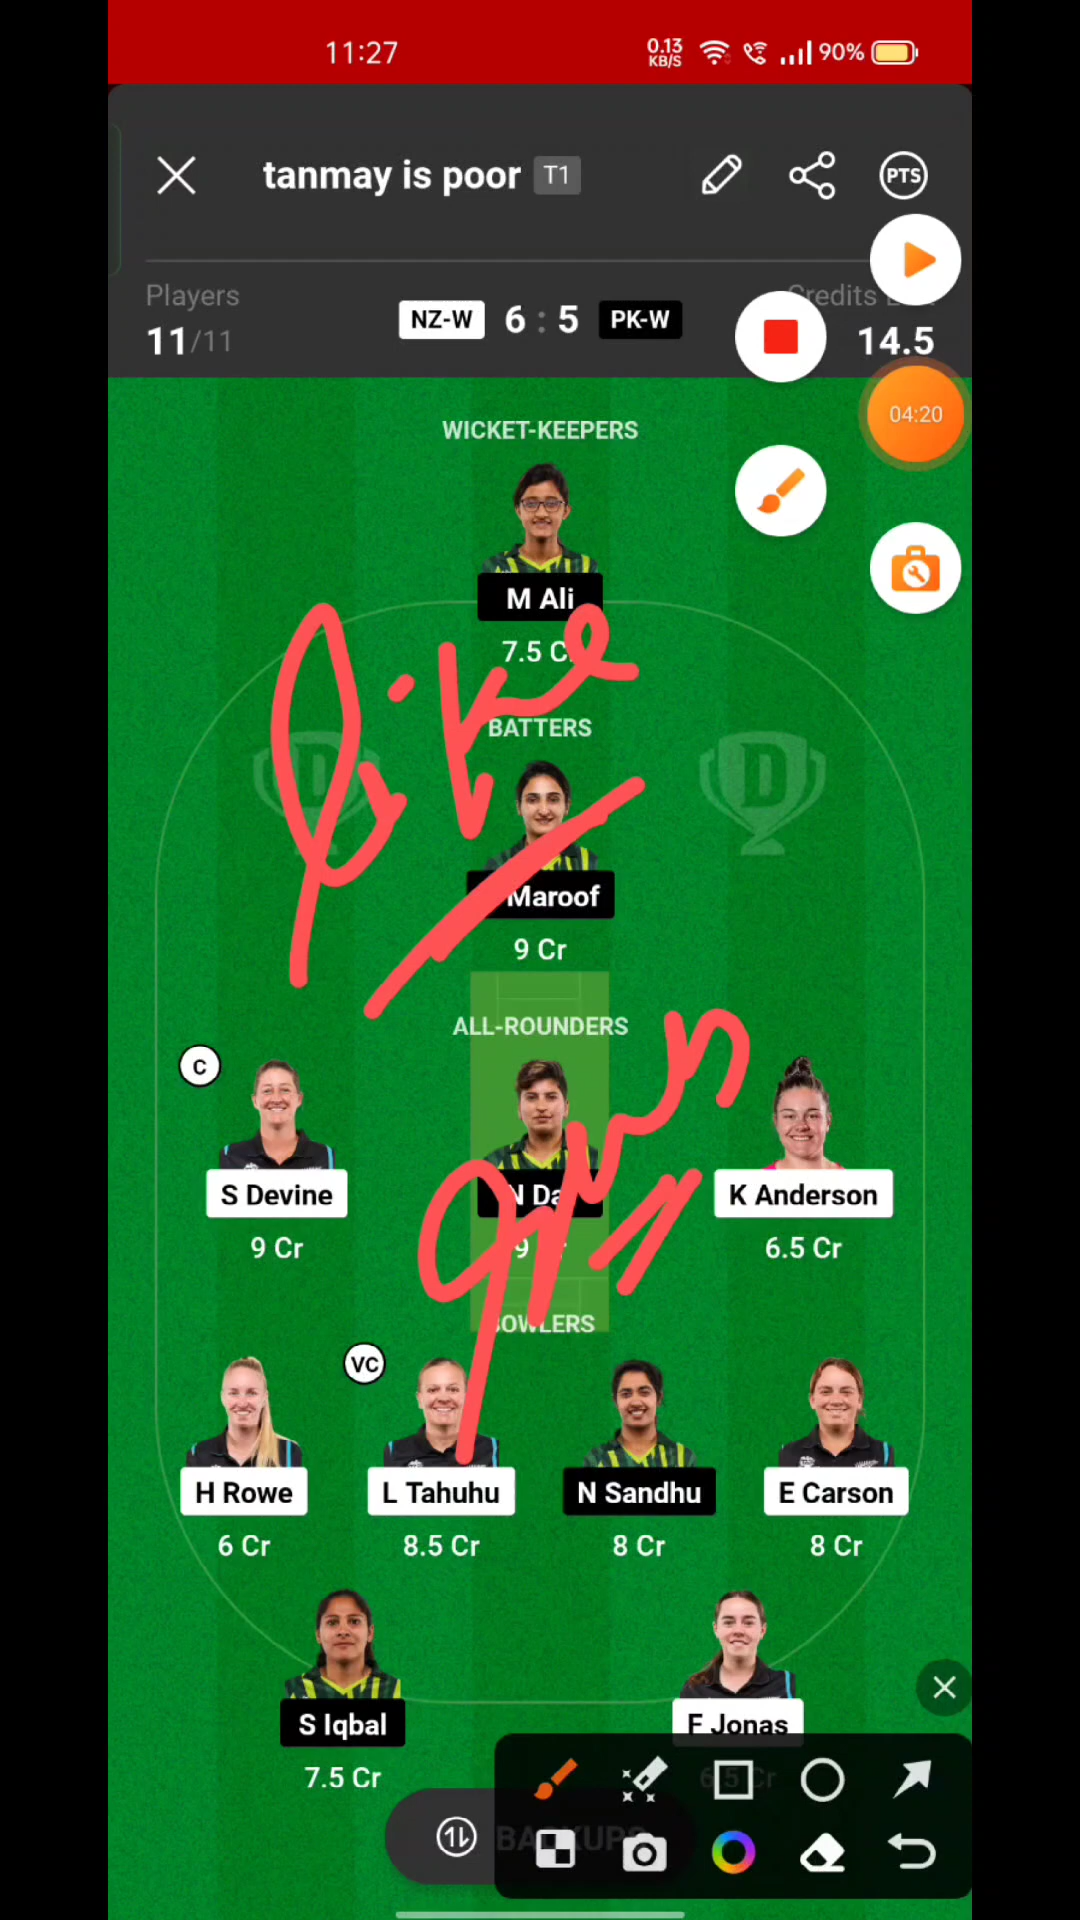 11:27 0.13 KB/S 90%
tanmay is poor T1 PTS
Players
11/11
NZ-W 6 : 5 PK-W
14.5
04:20
WICKET-KEEPERS
M Ali
BATTERS
Maroof
9 Cr
ALL-ROUNDERS
C
S Devine
9 Cr
K Anderson
6.5 Cr
VC
H Rowe
6 Cr
L Tahuhu
8.5 Cr
N Sandhu
8 Cr
E Carson
8 Cr
S Iqbal
7.5 Cr
F Jonas